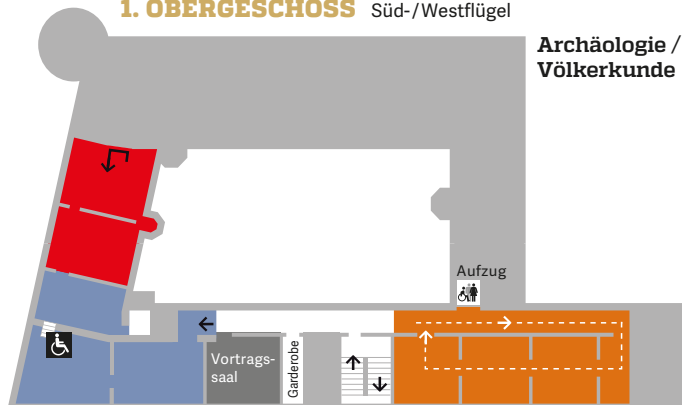 1. OBERGESCHOSS Süd-/Westflügel
Archäologie /
Völkerkunde
Aufzug
Vortrags-
saal
Garderobe